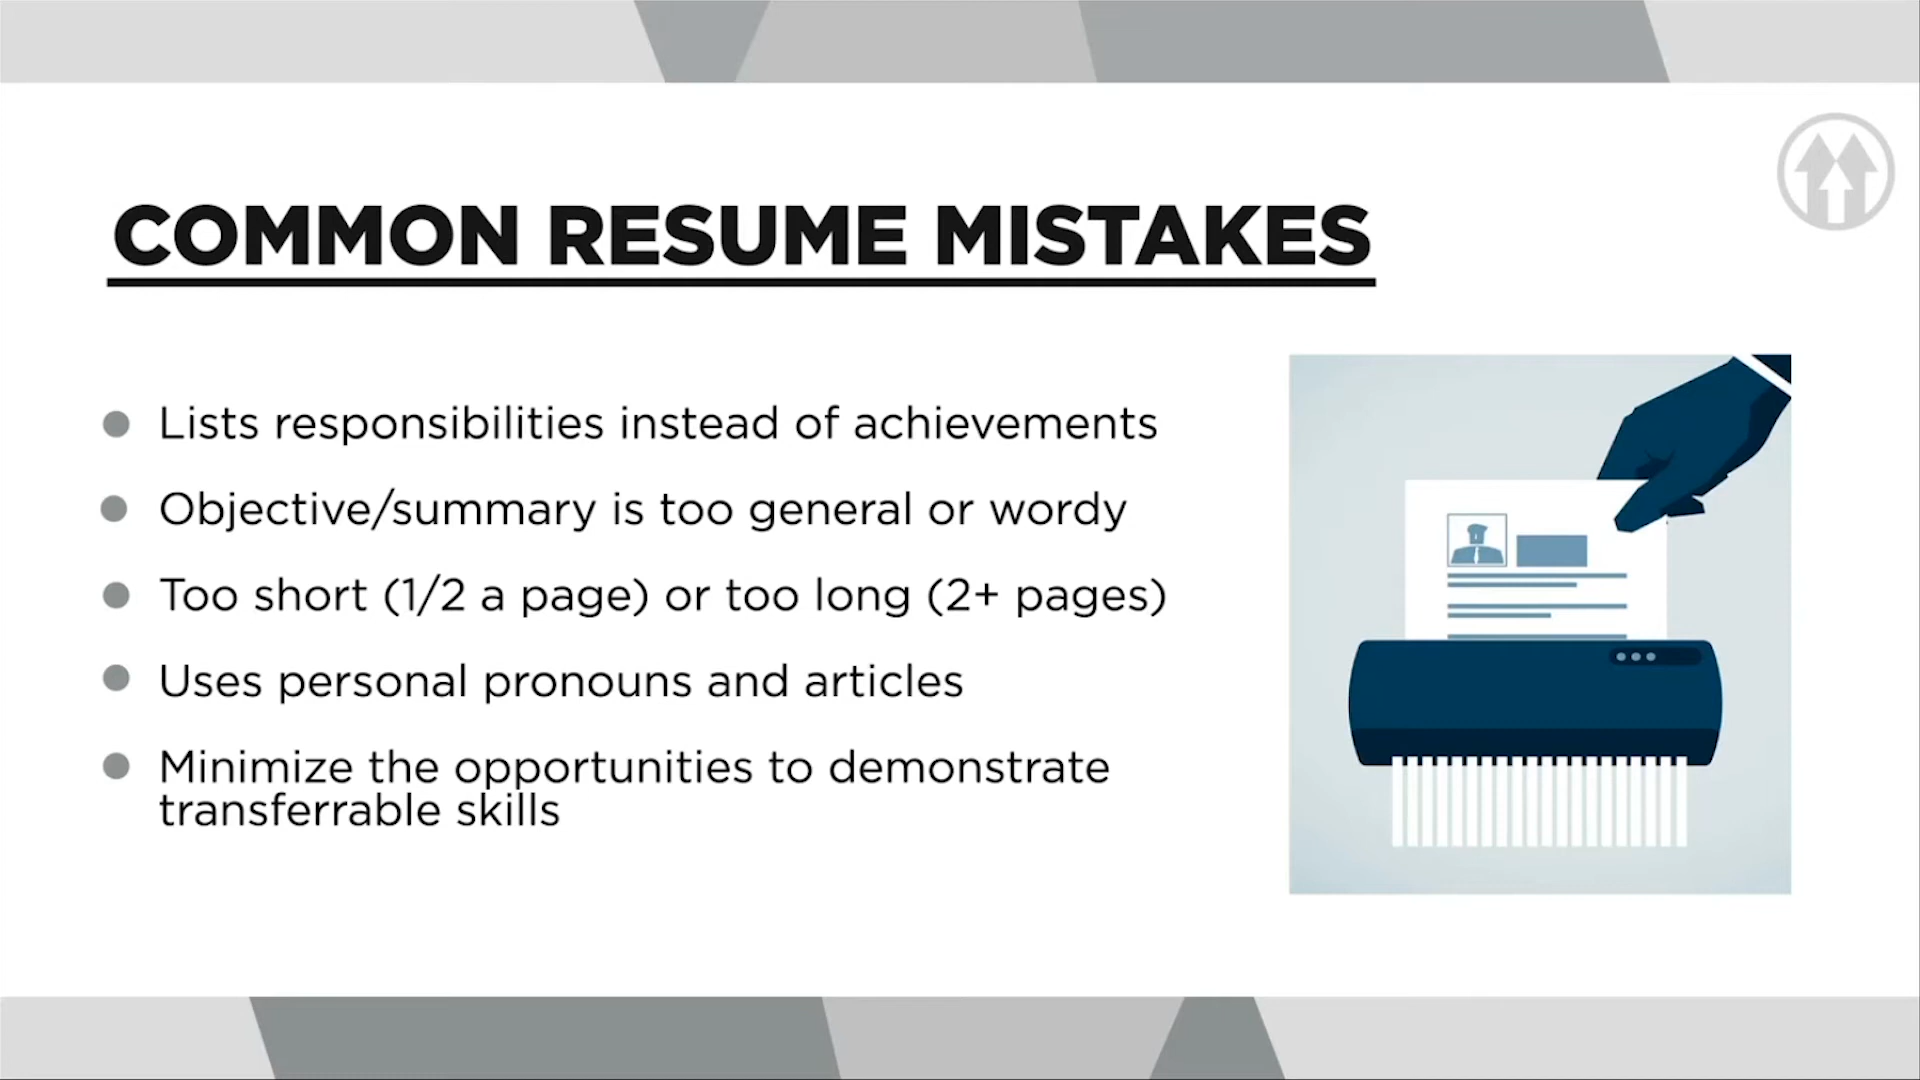 COMMON RESUME MISTAKES
Lists responsibilities instead of achievements
Objective/summary is too general or wordy
Too short (1/2 a page) or too long (2+ pages)
Uses personal pronouns and articles
Minimize the opportunities to demonstrate
transferrable skills